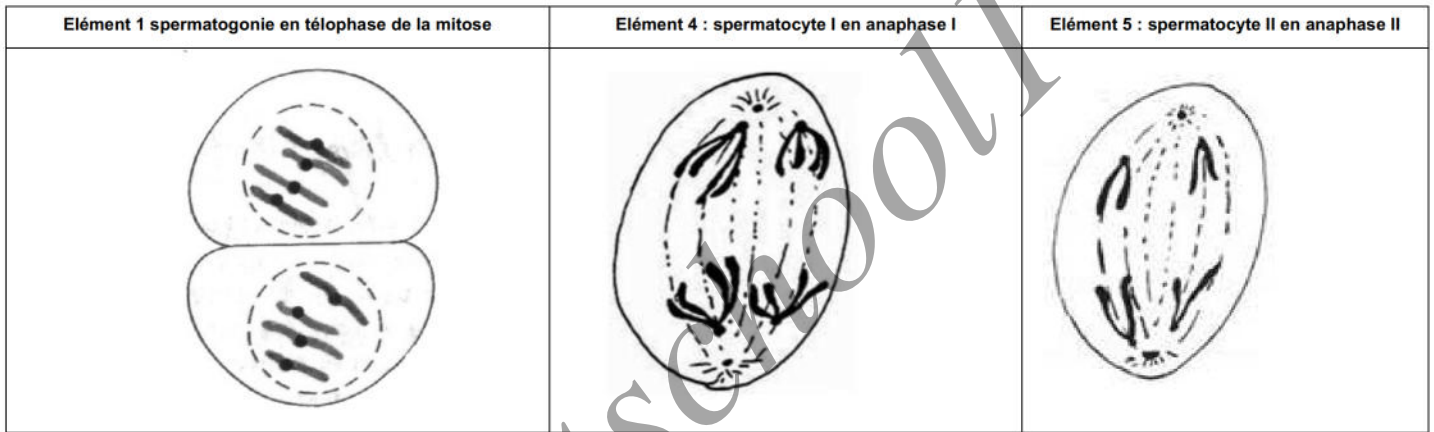 Elément 1 spermatogonie en télophase de la mitose
Elément 4 : spermatocyte I en anaphase I
Elément 5 : spermatocyte II en anaphase II